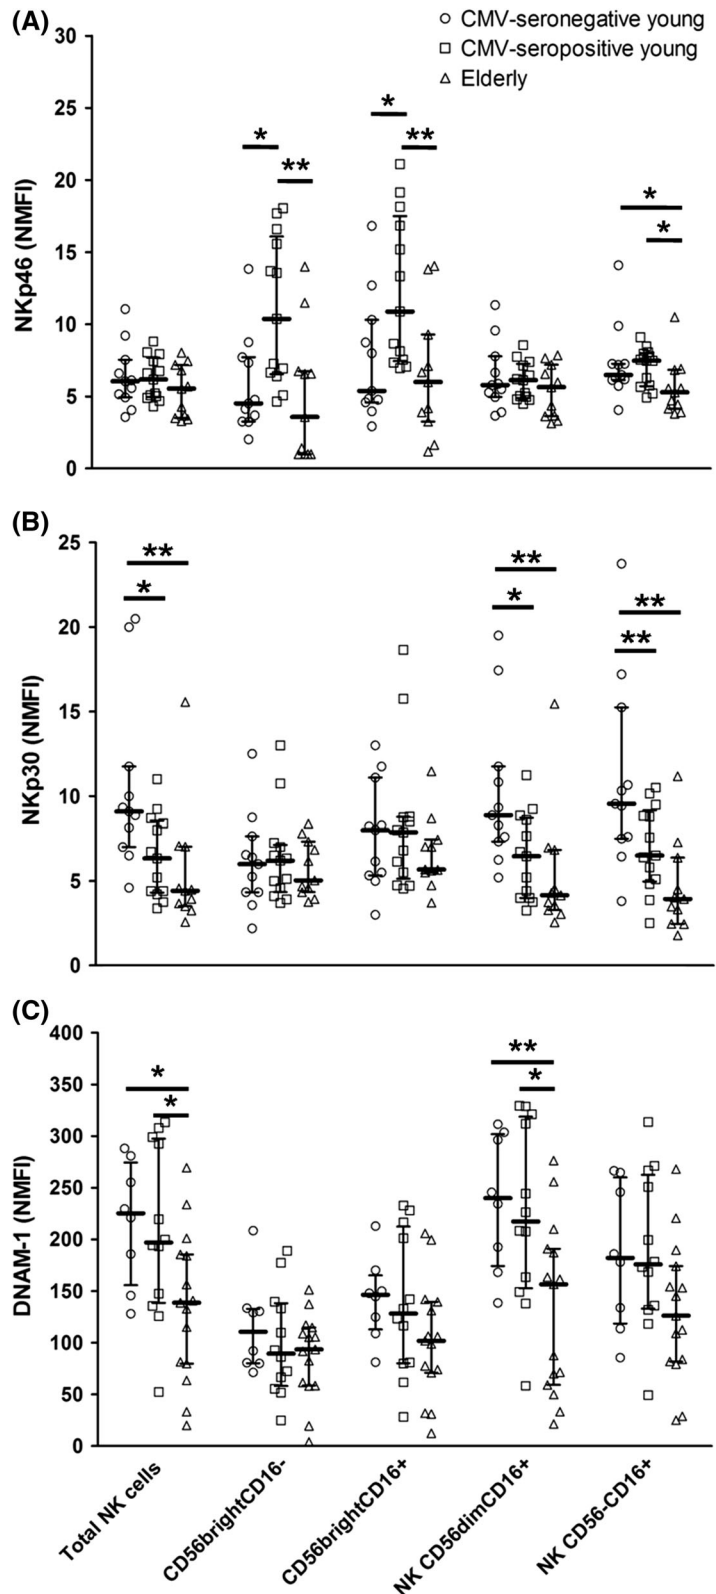 (A)
CMV-seronegative young
CMV-seropositive young
Elderly
NKp46 (NMFI)
30
25
20
15
10
5
0
*
**
*
**
*
*
(B)
NKp30 (NMFI)
25
20
15
10
5
0
**
*
**
*
**
**
(C)
DNAM-1 (NMFI)
400
350
300
250
200
150
100
50
0
*
*
**
*
Total NK cells
CD56brightCD16-
CD56brightCD16+
NK CD56dimCD16+
NK CD56-CD16+